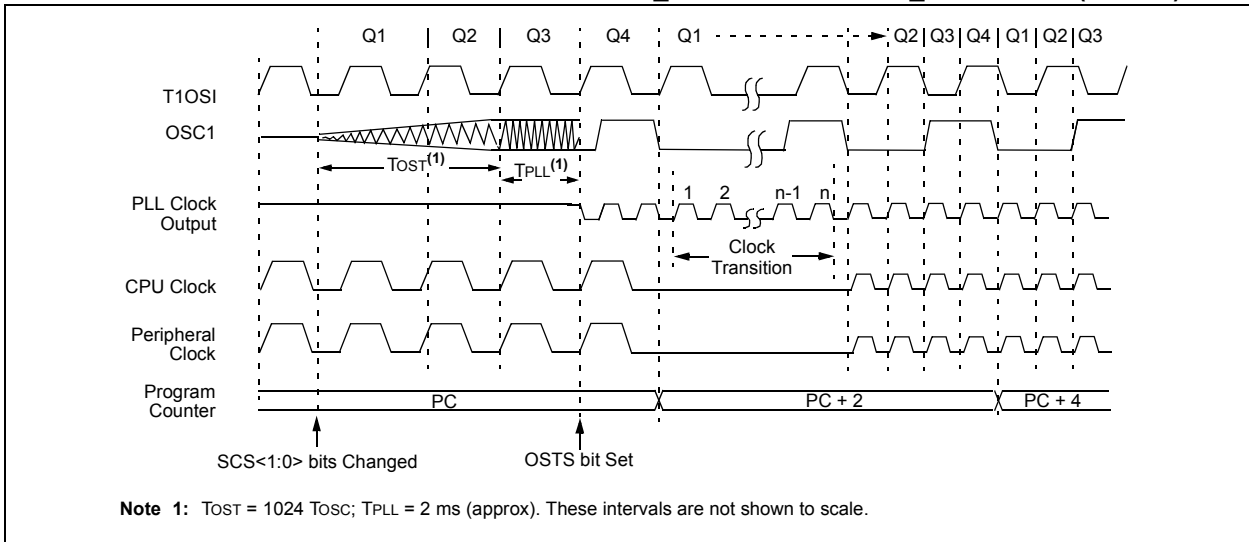 Q1 Q2 Q3 Q4 Q1 Q2 Q3 Q4 Q1 Q2 Q3
T1OSI
OSC1
TOST(1) TPLL(1)
1 2 n-1 n
PLL Clock
Output
Clock
Transition
CPU Clock
Peripheral
Clock
Program
Counter
PC PC + 2 PC + 4
SCS<1:0> bits Changed OSTS bit Set
Note 1: TOST = 1024 TOSC; TPLL = 2 ms (approx). These intervals are not shown to scale.